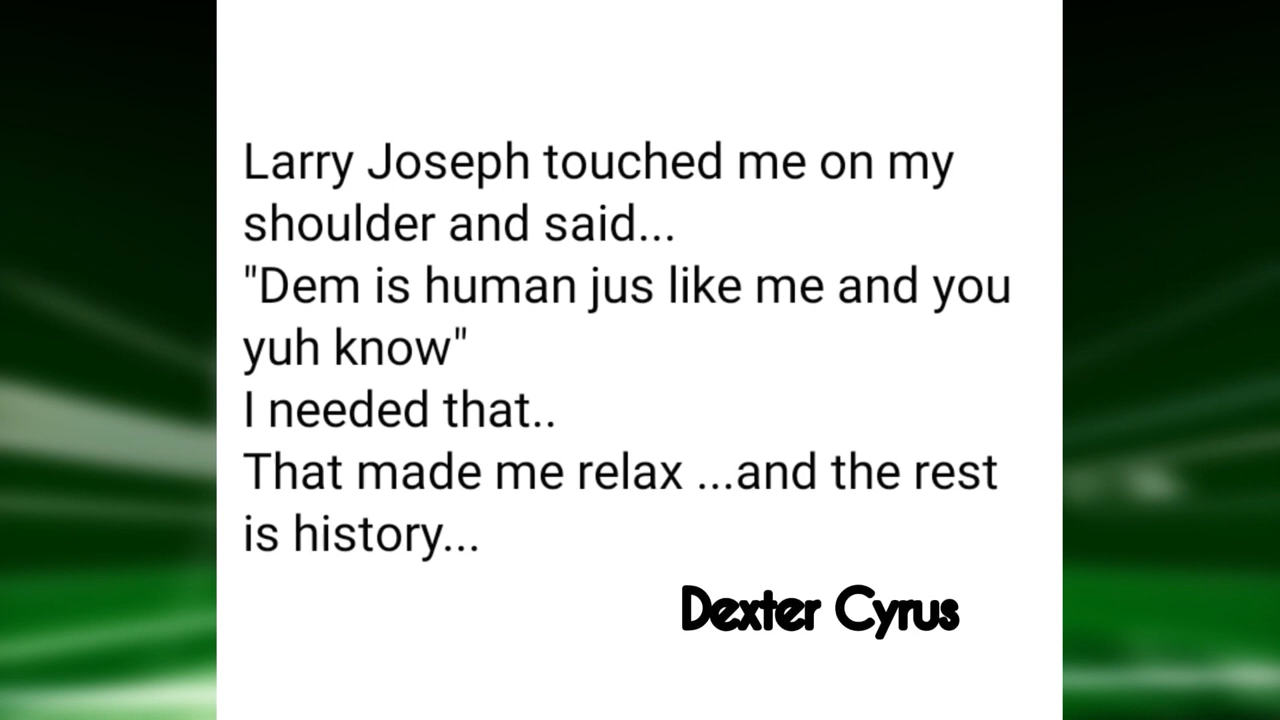 Larry Joseph touched me on my
shoulder and said...
"Dem is human jus like me and you
yuh know"
I needed that..
That made me relax ...and the rest
is history...
Dexter Cyrus